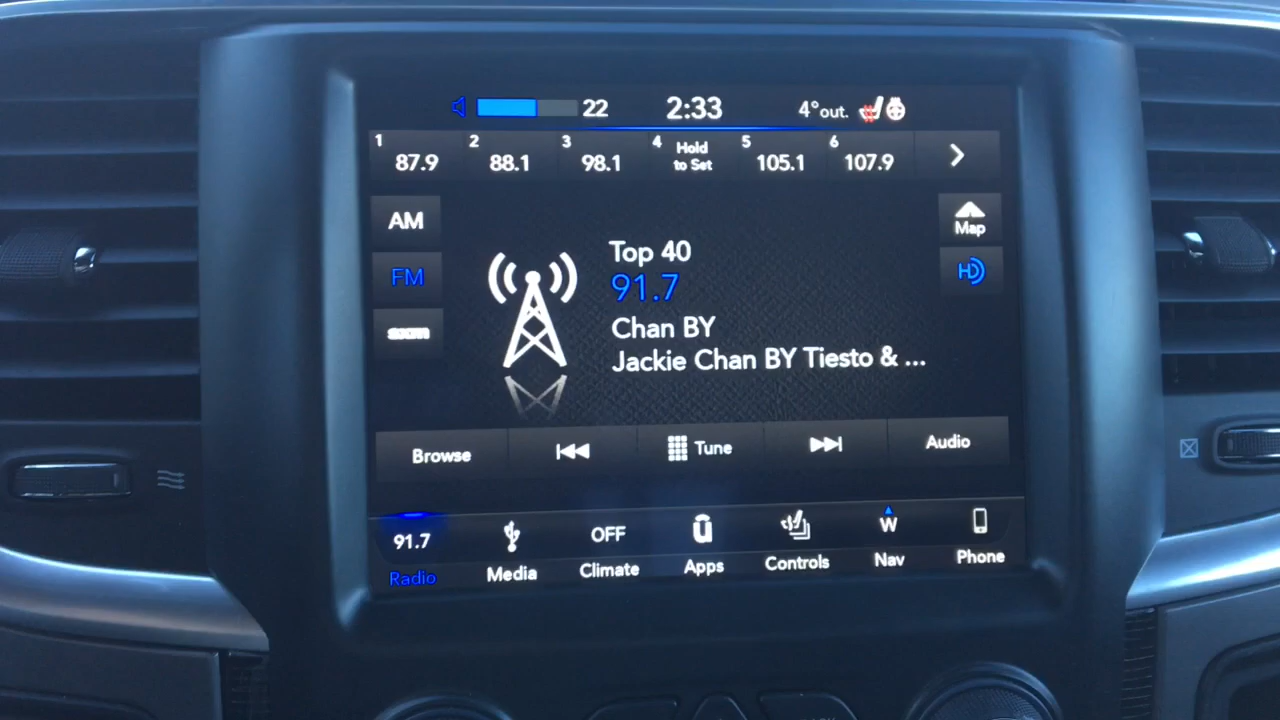 22 2:33 4°out.
1 87.9 2 88.1 3 98.1 4 Hold to Set 5 105.1 6 107.9
AM
Map
FM
HD
sxm
Top 40
91.7
Chan BY
Jackie Chan BY Tiesto & ...
Browse Tune Audio
91.7 OFF W
Radio Media Climate Apps Controls Nav Phone